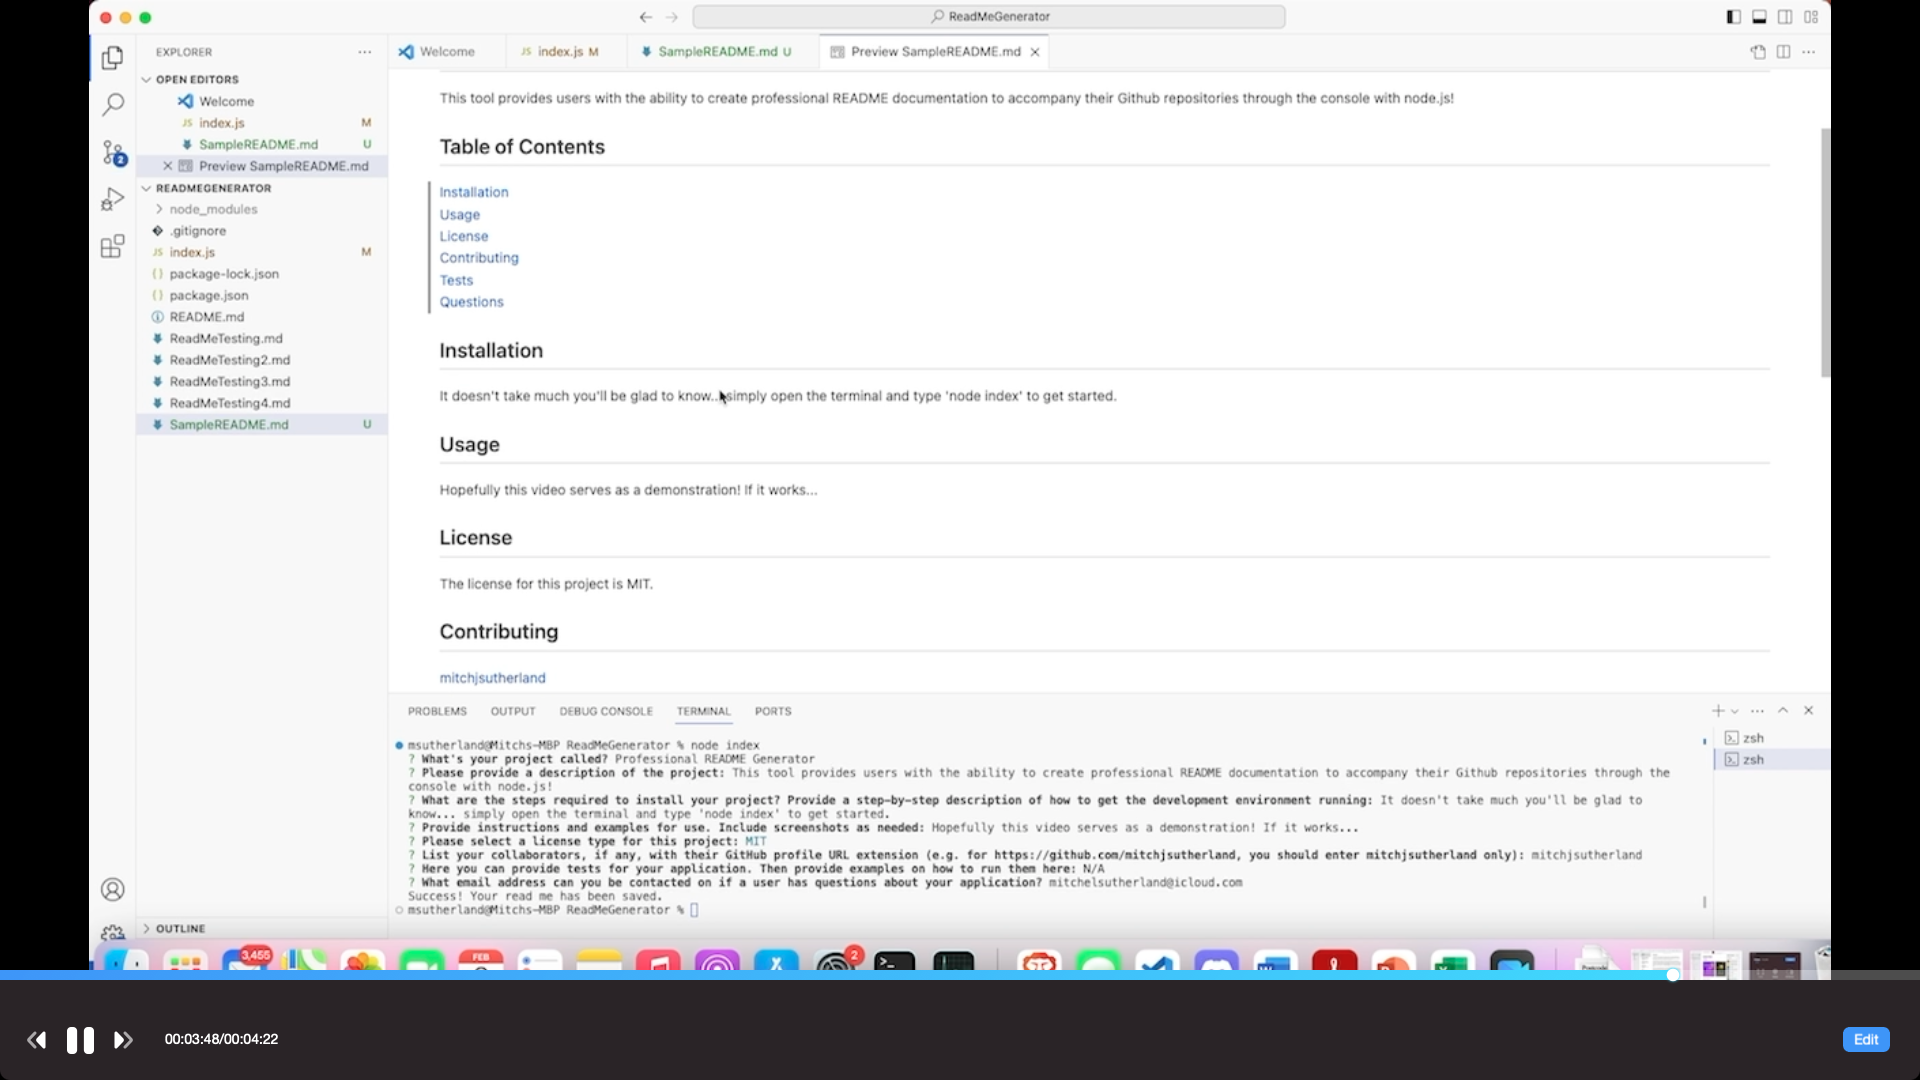 ReadMeGenerator
EXPLORER
OPEN EDITORS
Welcome
index.js M
SampleREADME.md U
Preview SampleREADME.md
READMEGENERATOR
node_modules
.gitignore
index.js M
package-lock.json
package.json
README.md
ReadMeTesting.md
ReadMeTesting2.md
ReadMeTesting3.md
ReadMeTesting4.md
SampleREADME.md U
OUTLINE
2
Welcome
index.js M
SampleREADME.md U
Preview SampleREADME.md
This tool provides users with the ability to create professional README documentation to accompany their Github repositories through the console with node.js!
Table of Contents
Installation
Usage
License
Contributing
Tests
Questions
Installation
It doesn't take much you'll be glad to know... simply open the terminal and type 'node index' to get started.
Usage
Hopefully this video serves as a demonstration! If it works...
License
The license for this project is MIT.
Contributing
mitchjsutherland
PROBLEMS OUTPUT DEBUG CONSOLE TERMINAL PORTS
msutherland@Mitchs-MBP ReadMeGenerator % node index
? What's your project called? Professional README Generator
? Please provide a description of the project: This tool provides users with the ability to create professional README documentation to accompany their Github repositories through the
console with node.js!
? What are the steps required to install your project? Provide a step-by-step description of how to get the development environment running: It doesn't take much you'll be glad to
know... simply open the terminal and type 'node index' to get started.
? Provide instructions and examples for use. Include screenshots as needed: Hopefully this video serves as a demonstration! If it works...
? Please select a license type for this project: MIT
? List your collaborators, if any, with their GitHub profile URL extension (e.g. for https://github.com/mitchjsutherland, you should enter mitchjsutherland only): mitchjsutherland
? Here you can provide tests for your application. Then provide examples on how to run them here: N/A
? What email address can you be contacted on if a user has questions about your application? mitchelsutherland@icloud.com
Success! Your read me has been saved.
msutherland@Mitchs-MBP ReadMeGenerator %
zsh
zsh
3,455
FEB
2
00:03:48/00:04:22
Edit